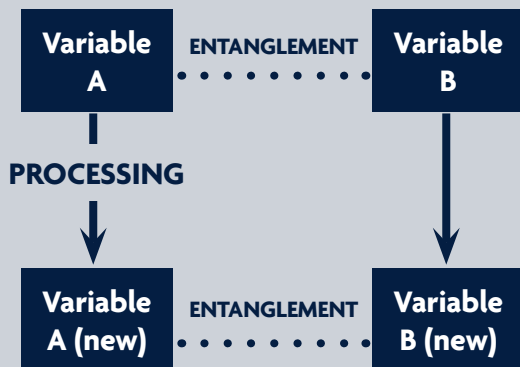 Variable
A
ENTANGLEMENT
Variable
B
PROCESSING
Variable
A (new)
ENTANGLEMENT
Variable
B (new)